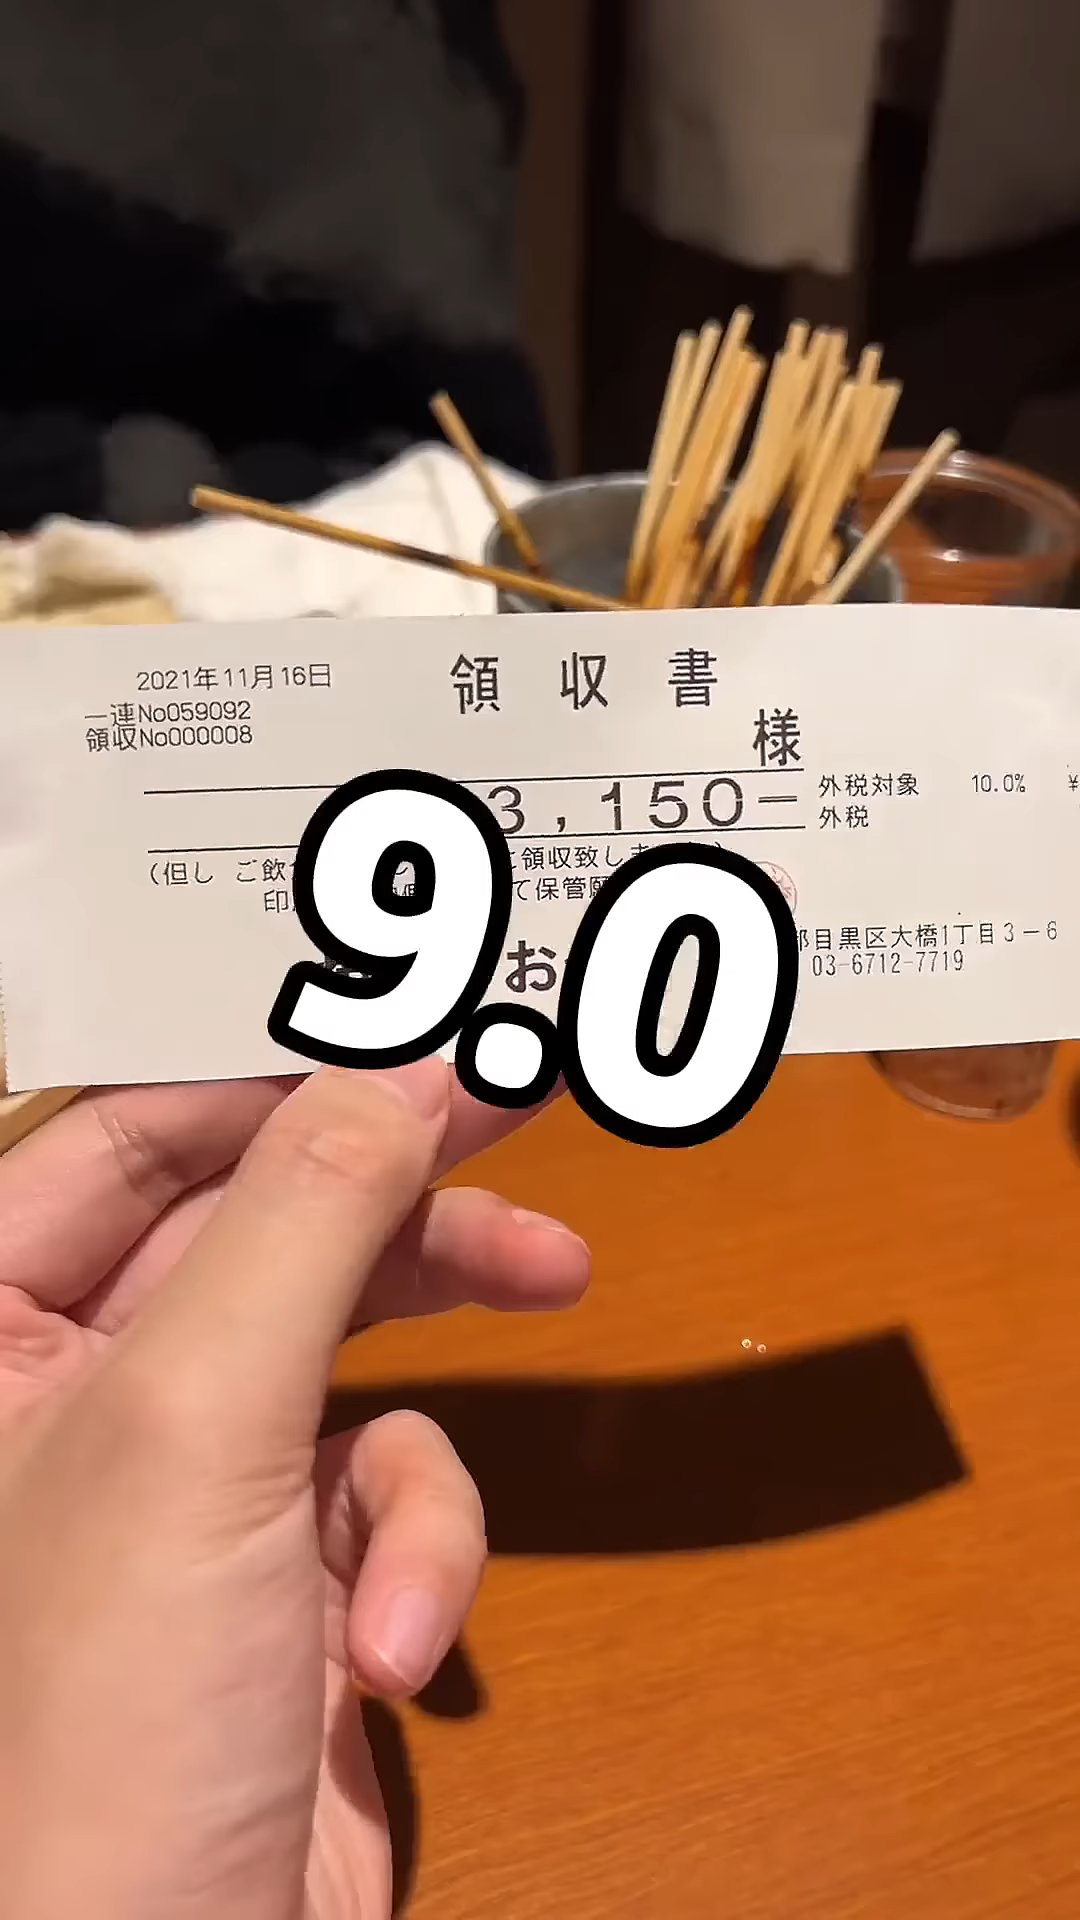 2021年11月16日
領収書
一連No059092
領収No000008
様
3,150-
外税対象 10.0% ¥
外税
(但し ご飲
領収致し
印
て保管願
9.0
お
目黒区大橋1丁目3-6
03-6712-7719